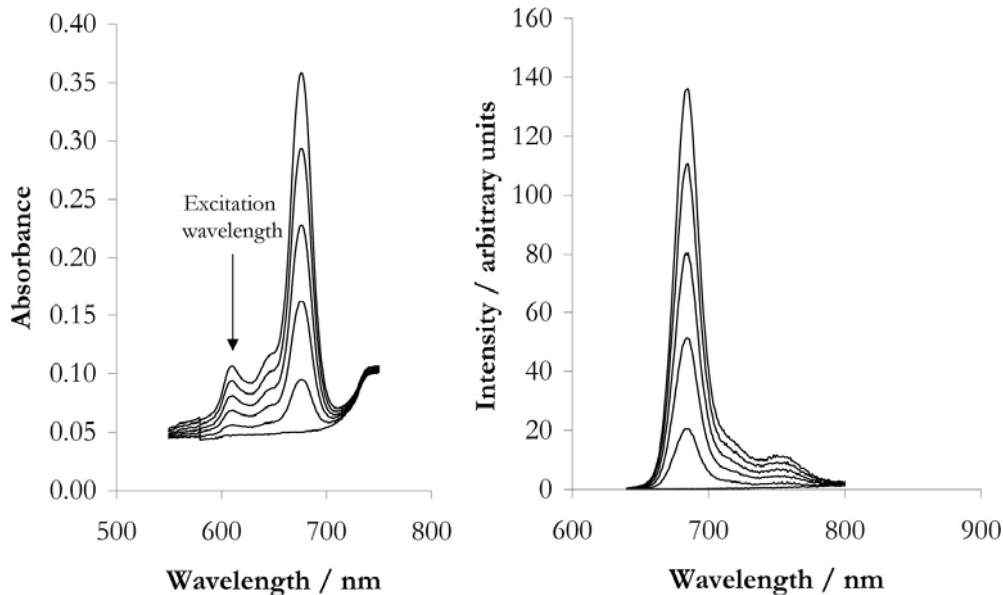 0.40
0.35
0.30
0.25
0.20
0.15
0.10
0.05
0.00
Absorbance
Excitation
wavelength
500 600 700 800
Wavelength / nm
160
140
120
100
80
60
40
20
0
Intensity / arbitrary units
600 700 800 900
Wavelength / nm